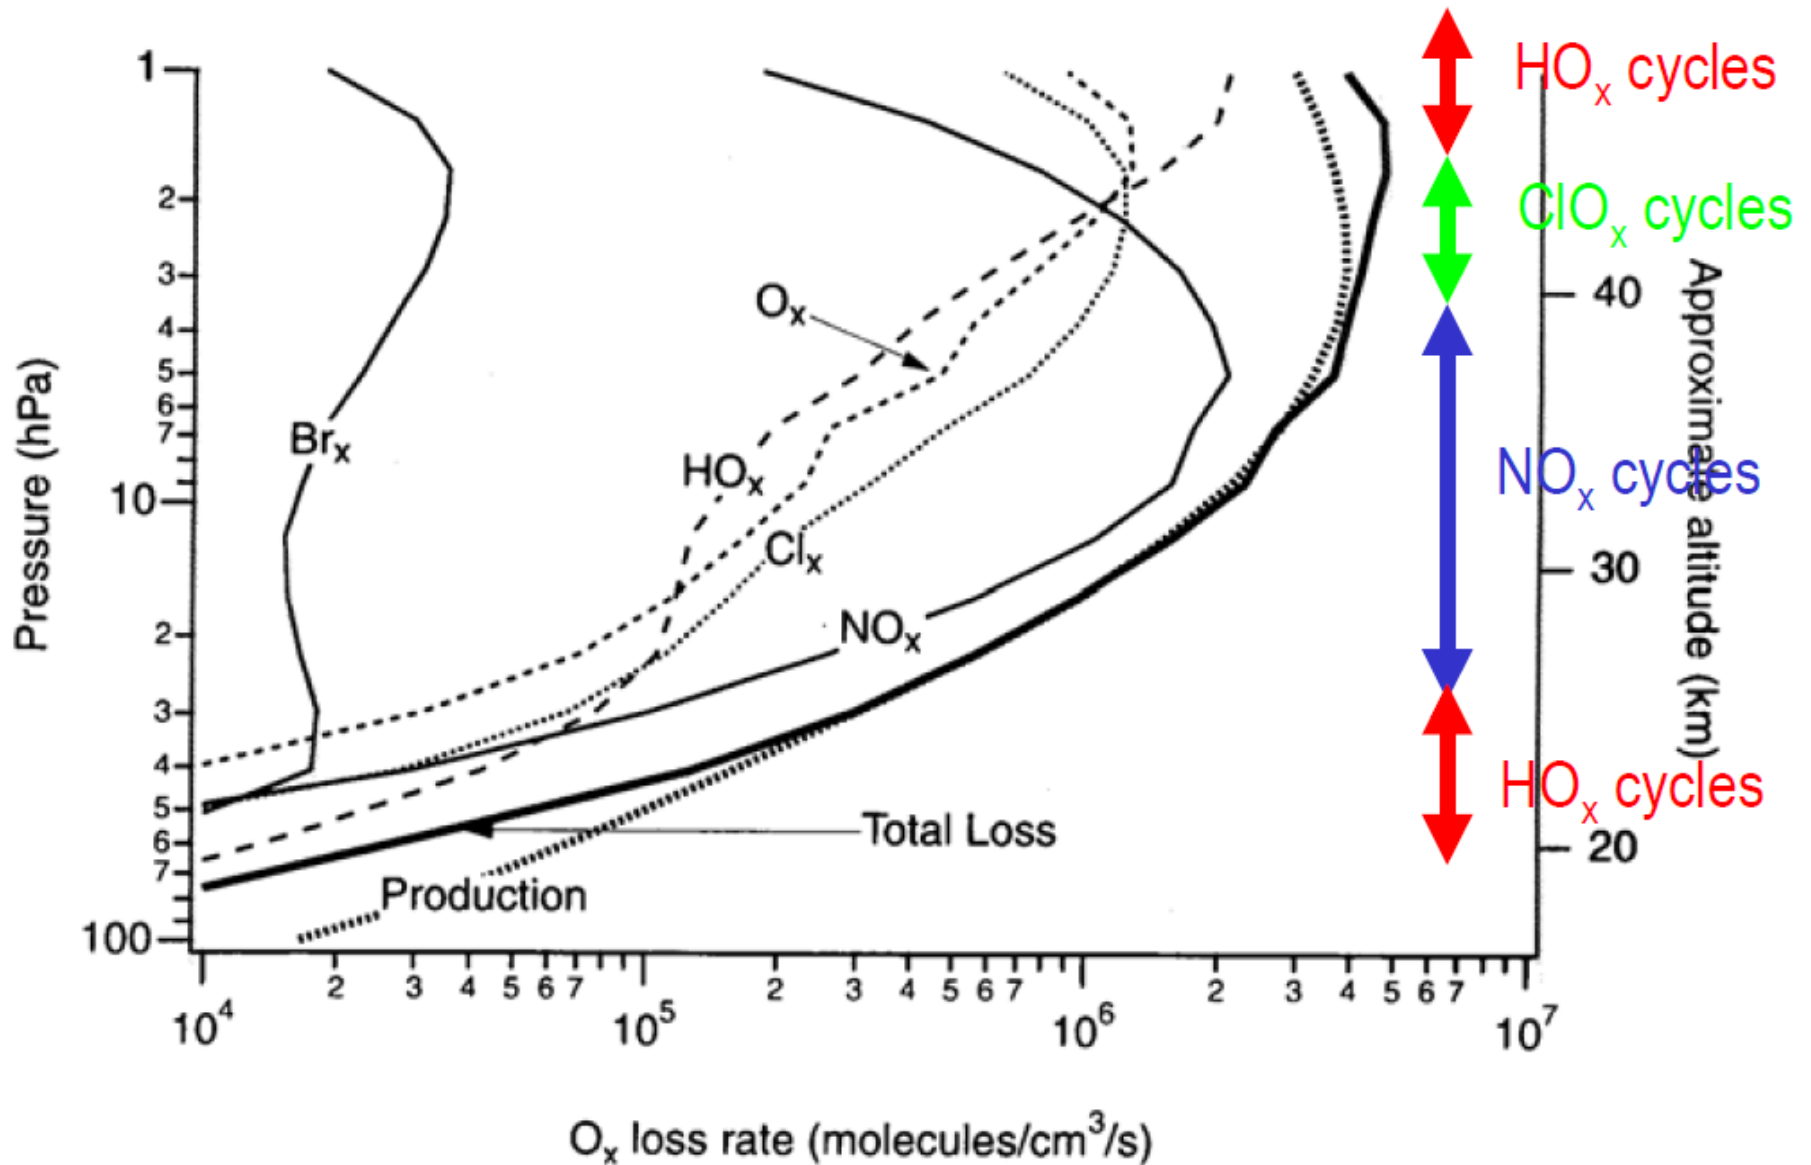 HOx cycles
ClOx cycles
NOx cycles
HOx cycles
Approximate altitude (km)
40
30
20
Pressure (hPa)
1
2
3
4
5
6
7
10
2
3
4
5
6
7
100
Brx
Ox
HOx
Clx
NOx
Total Loss
Production
2 3 4 5 6 7 2 3 4 5 6 7 2 3 4 5 6 7
10^4 10^5 10^6 10^7
Ox loss rate (molecules/cm^3/s)